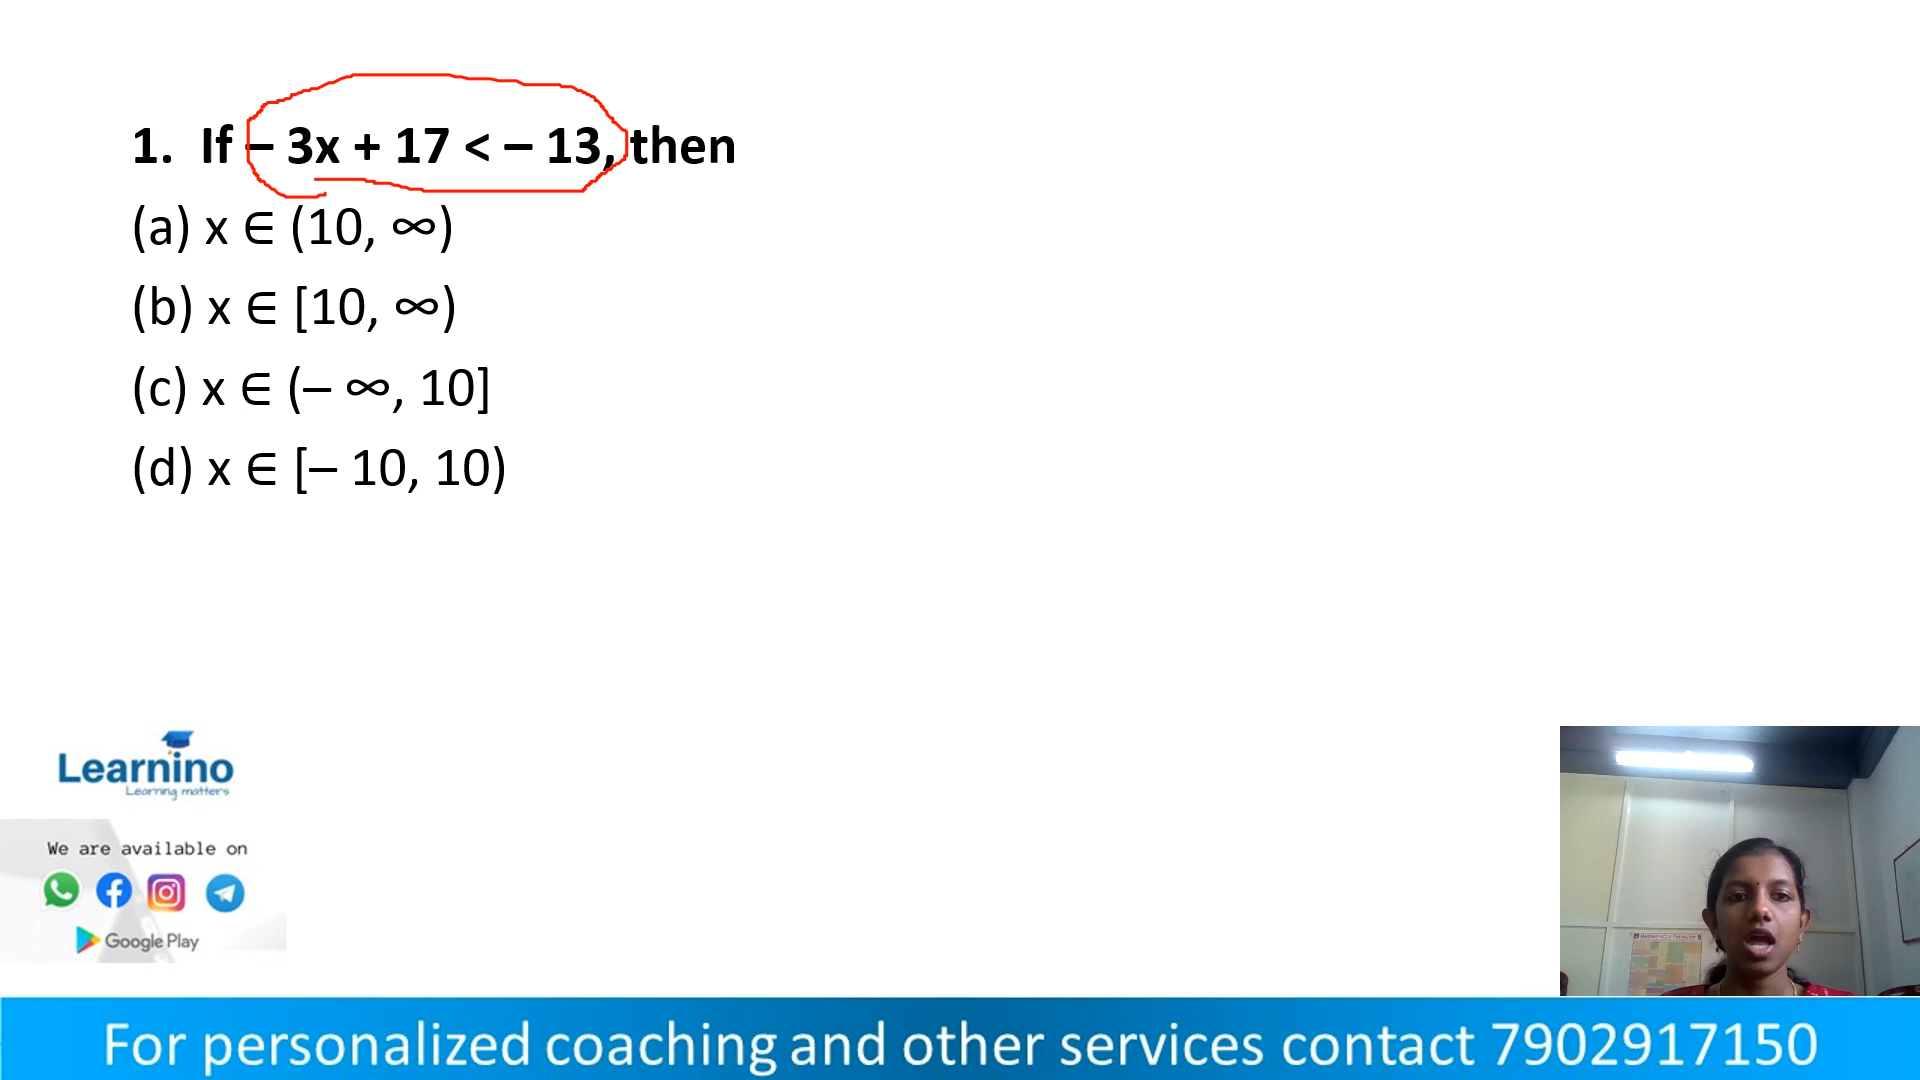 1. If – 3x + 17 < – 13, then
(a) x ∈ (10, ∞)
(b) x ∈ [10, ∞)
(c) x ∈ (– ∞, 10]
(d) x ∈ [– 10, 10)
Learnino
Learning matters
We are available on
Google Play
For personalized coaching and other services contact 7902917150